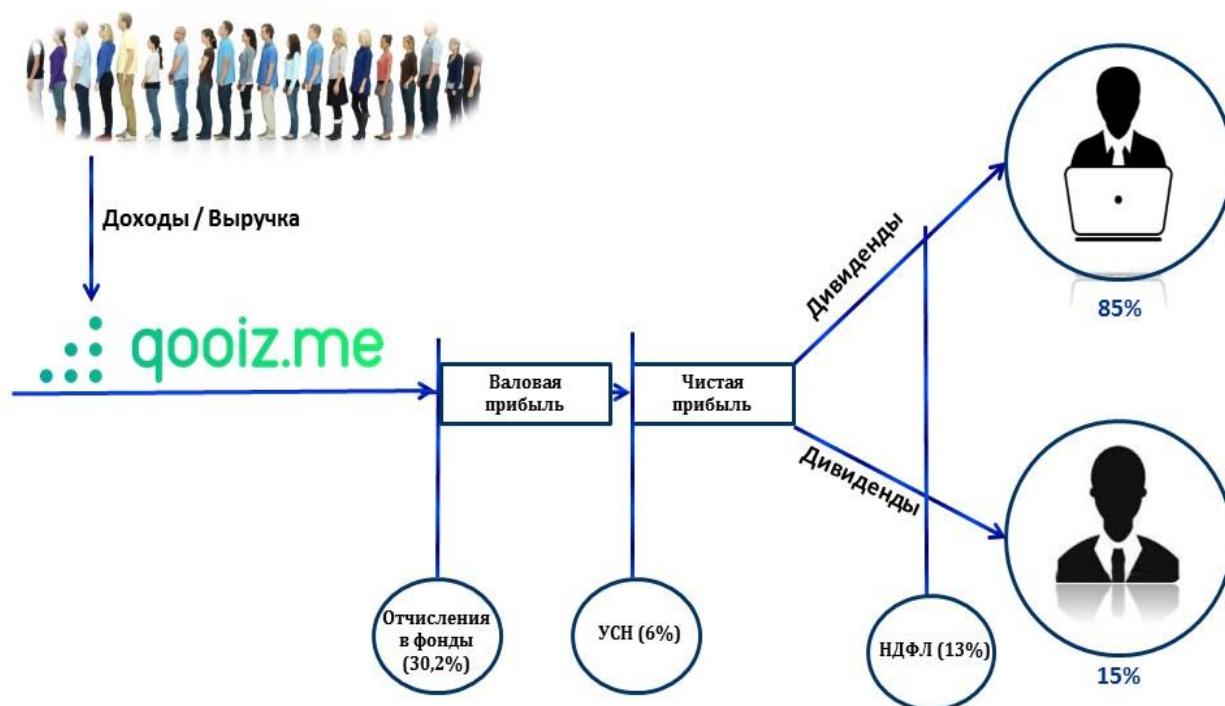 Доходы / Выручка
qooiz.me
Валовая
прибыль
Чистая
прибыль
Дивиденды
85%
Дивиденды
15%
Отчисления
в фонды
(30,2%)
УСН (6%)
НДФЛ (13%)